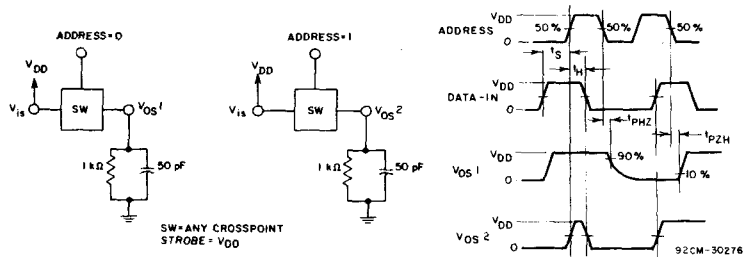 ADDRESS=0
VDD
Vis
SW
VOS1
1 kΩ
50 pF
ADDRESS=1
VDD
Vis
SW
VOS2
1 kΩ
50 pF
SW=ANY CROSSPOINT
STROBE = VDD
ADDRESS
VDD
50%
50%
50%
0
tS
tH
DATA-IN
VDD
0
tPHZ
tPZH
VOS1
VDD
0
90%
10%
VOS2
VDD
0
92CM-30276